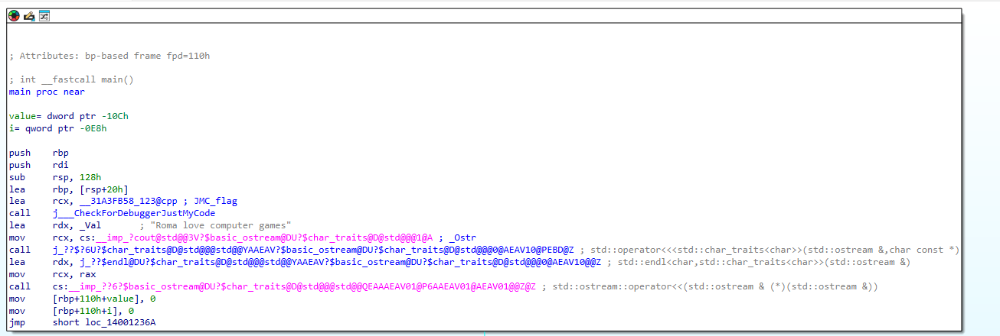 ; Attributes: bp-based frame fpd=110h
; int __fastcall main()
main proc near
value= dword ptr -10Ch
i= qword ptr -0E8h
push rbp
push rdi
sub rsp, 128h
lea rbp, [rsp+20h]
lea rcx, __31A3FB58_123@cpp ; JMC_flag
call j___CheckForDebuggerJustMyCode
lea rdx, _Val ; "Roma love computer games"
mov rcx, cs:__imp_?cout@std@@3V?$basic_ostream@DU?$char_traits@D@std@@@1@A ; _Ostr
call j_??$?6U?$char_traits@D@std@@@std@@YAAEAV?$basic_ostream@DU?$char_traits@D@std@@@0@AEAV10@PEBD@Z ; std::operator<<<std::char_traits<char>>(std::ostream &,char const *)
lea rdx, j_??$endl@DU?$char_traits@D@std@@@std@@YAAEAV?$basic_ostream@DU?$char_traits@D@std@@@0@AEAV10@@Z ; std::endl<char,std::char_traits<char>>(std::ostream &)
mov rcx, rax
call cs:__imp_??6?$basic_ostream@DU?$char_traits@D@std@@@std@@QEAAAEAV01@P6AAEAV01@AEAV01@@Z@Z ; std::ostream::operator<<(std::ostream & (*)(std::ostream &))
mov [rbp+110h+value], 0
mov [rbp+110h+i], 0
jmp short loc_14001236A